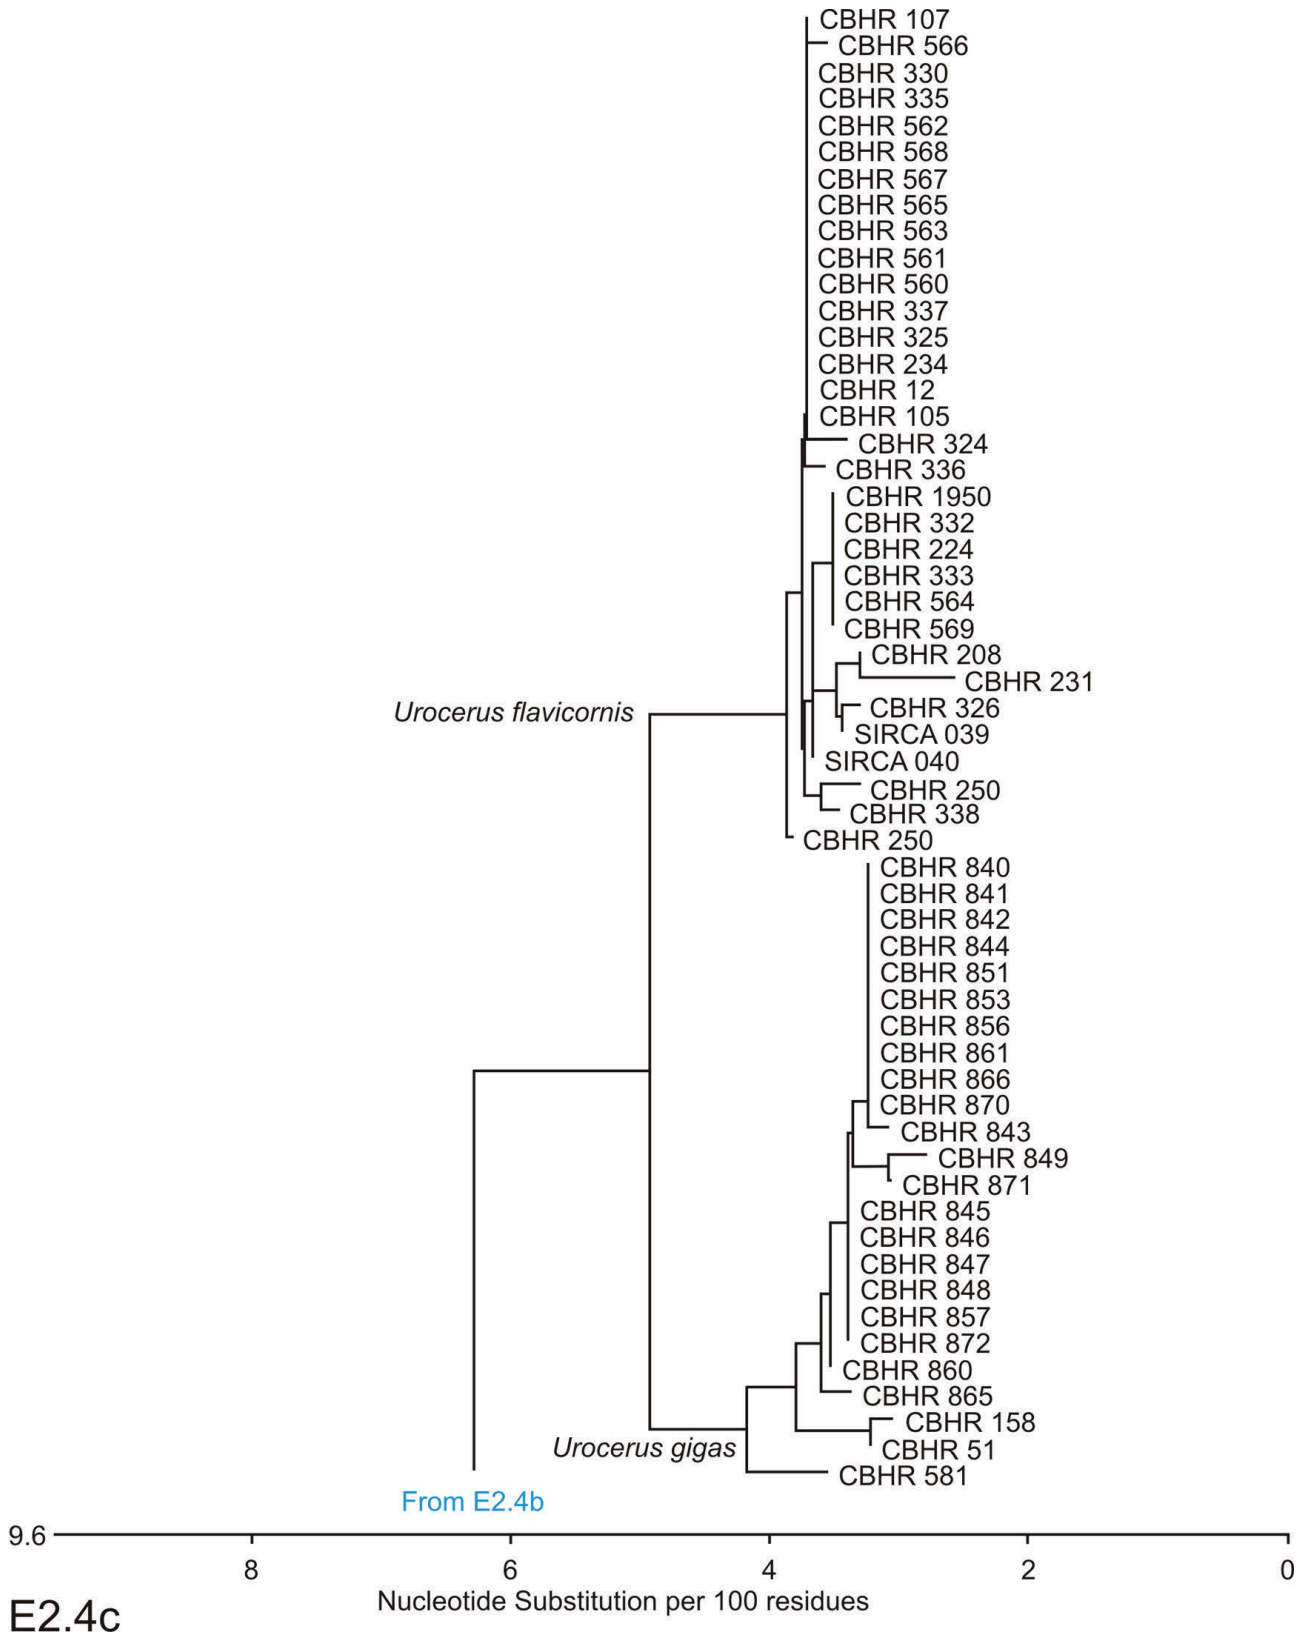 CBHR 107
CBHR 566
CBHR 330
CBHR 335
CBHR 562
CBHR 568
CBHR 567
CBHR 565
CBHR 563
CBHR 561
CBHR 560
CBHR 337
CBHR 325
CBHR 234
CBHR 12
CBHR 105
CBHR 324
CBHR 336
CBHR 1950
CBHR 332
CBHR 224
CBHR 333
CBHR 564
CBHR 569
CBHR 208
CBHR 231
Urocerus flavicornis
CBHR 326
SIRCA 039
SIRCA 040
CBHR 250
CBHR 338
CBHR 250
CBHR 840
CBHR 841
CBHR 842
CBHR 844
CBHR 851
CBHR 853
CBHR 856
CBHR 861
CBHR 866
CBHR 870
CBHR 843
CBHR 849
CBHR 871
CBHR 845
CBHR 846
CBHR 847
CBHR 848
CBHR 857
CBHR 872
CBHR 860
CBHR 865
CBHR 158
Urocerus gigas
CBHR 51
CBHR 581
From E2.4b
9.6
8 6 4 2 0
Nucleotide Substitution per 100 residues
E2.4c